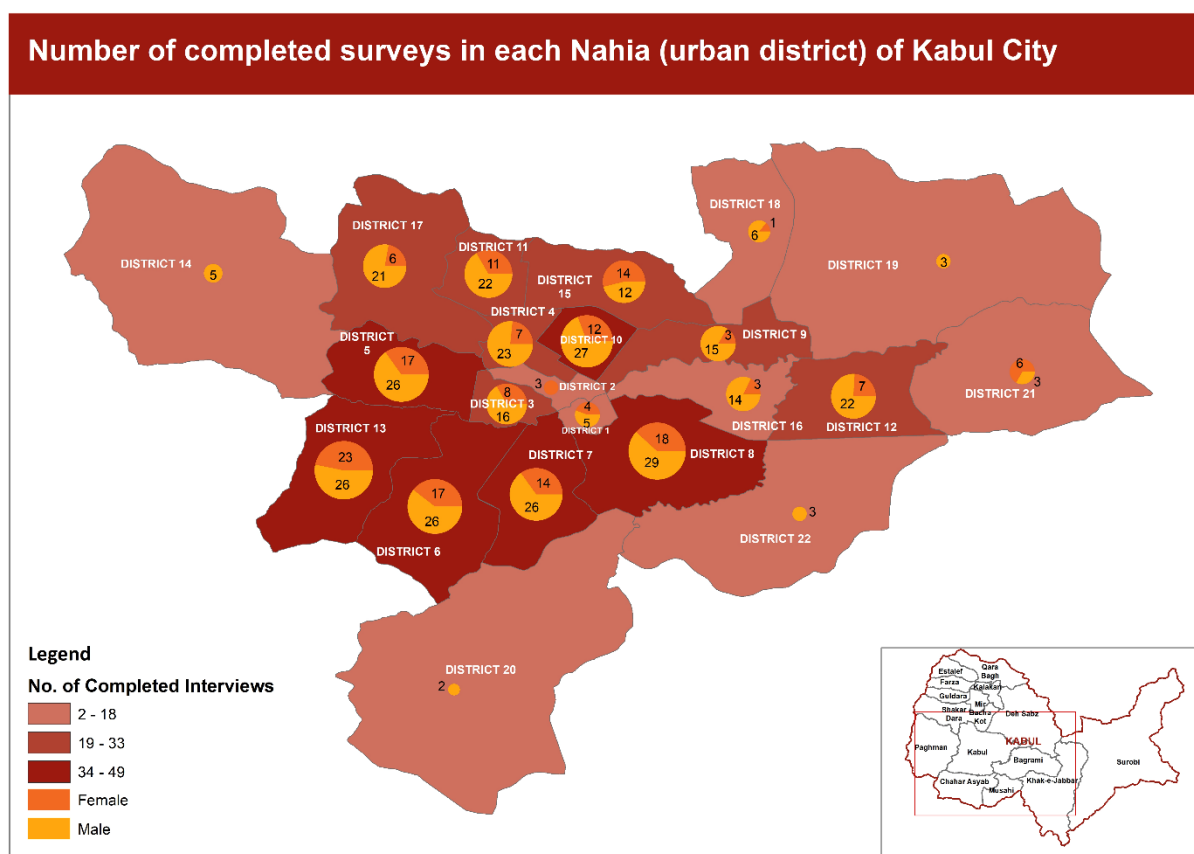 Number of completed surveys in each Nahia (urban district) of Kabul City
DISTRICT 18
1
6
DISTRICT 17
6
21
DISTRICT 11
11
22
DISTRICT 14
5
DISTRICT
15
14
12
DISTRICT 19
3
DISTRICT 4
7
23
12
DISTRICT 10
27
3
DISTRICT 9
15
DISTRICT
5
17
26
3
DISTRICT 2
6
3
DISTRICT 21
8
DISTRICT 3
16
4
5
DISTRICT 1
3
14
DISTRICT 16
7
22
DISTRICT 12
DISTRICT 13
23
26
DISTRICT 7
14
26
18
29
DISTRICT 8
17
26
DISTRICT 6
3
DISTRICT 22
DISTRICT 20
2
Legend
No. of Completed Interviews
2 - 18
19 - 33
34 - 49
Female
Male
Estalef
Qara
Bagh
Farza
Kalakan
Guldara
Mir
Bacha
Kot
Shakar
Dara
Deh Sabz
KABUL
Paghman
Kabul
Bagrami
Surobi
Chahar Asyab
Musahi
Khak-e-Jabbar